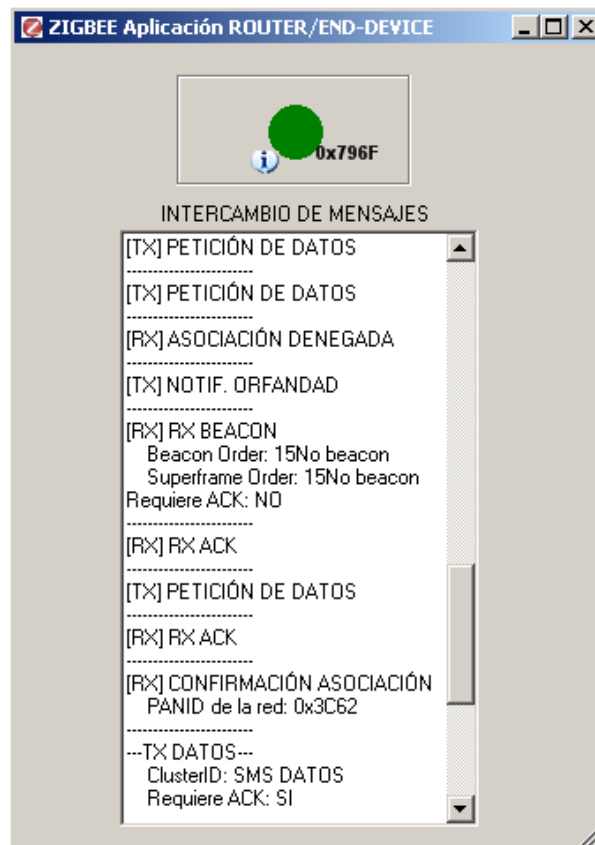 ZIGBEE Aplicación ROUTER/END-DEVICE
0x796F
INTERCAMBIO DE MENSAJES
[TX] PETICIÓN DE DATOS
------------------------
[TX] PETICIÓN DE DATOS
------------------------
[RX] ASOCIACIÓN DENEGADA
------------------------
[TX] NOTIF. ORFANDAD
------------------------
[RX] RX BEACON
Beacon Order: 15No beacon
Superframe Order: 15No beacon
Requiere ACK: NO
------------------------
[RX] RX ACK
------------------------
[TX] PETICIÓN DE DATOS
------------------------
[RX] RX ACK
------------------------
[RX] CONFIRMACIÓN ASOCIACIÓN
PANID de la red: 0x3C62
------------------------
---TX DATOS---
ClusterID: SMS DATOS
Requiere ACK: SI